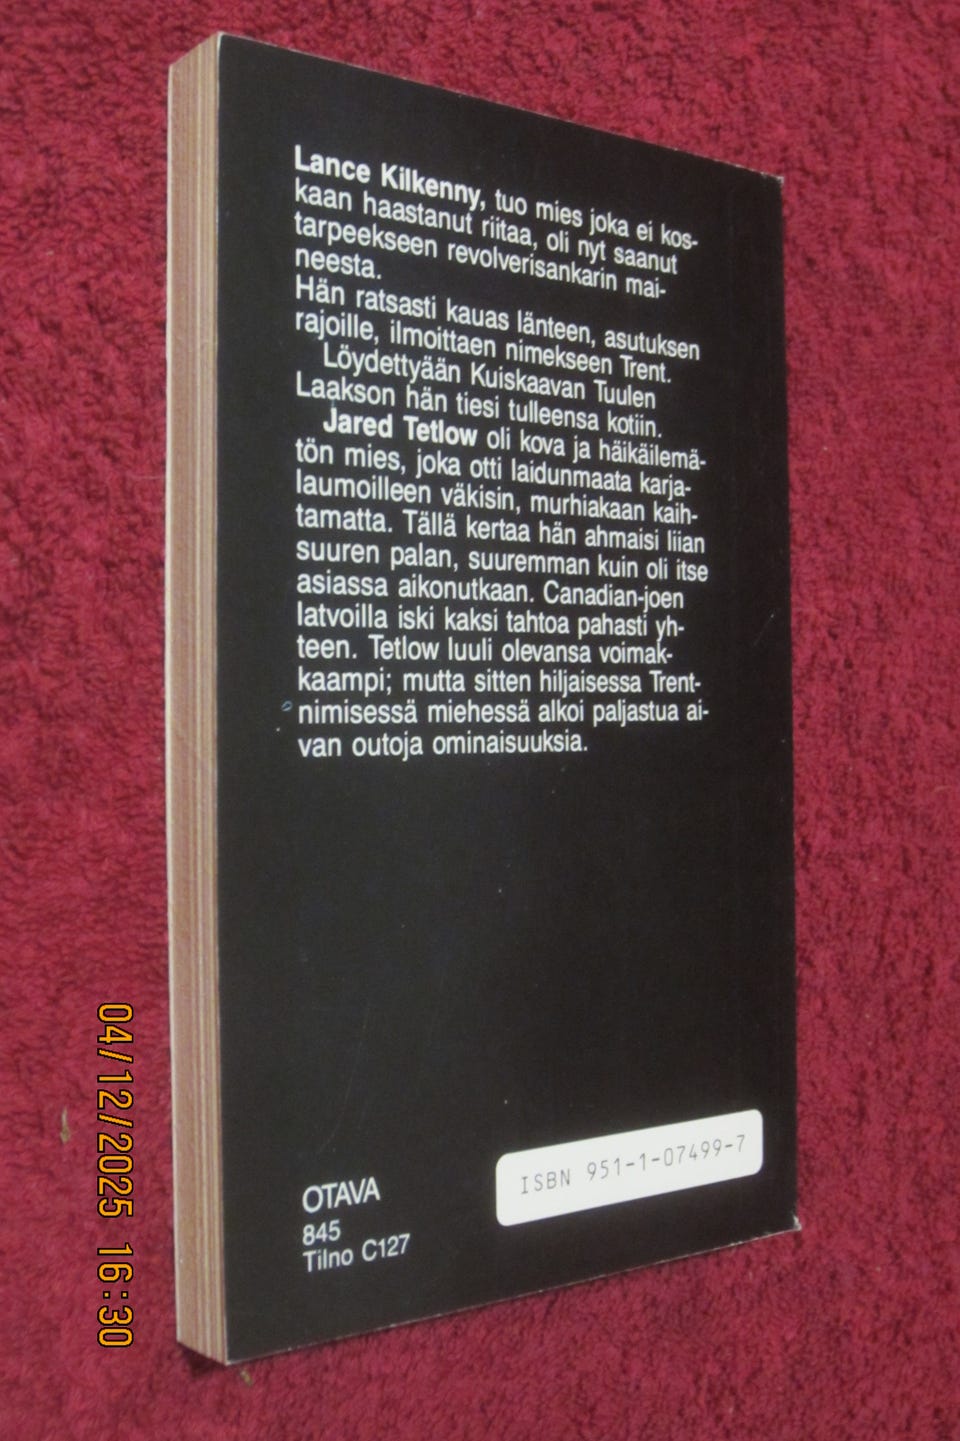 Lance Kilkenny, tuo mies joka ei kos-
kaan haastanut riitaa, oli nyt saanut
tarpeekseen revolverisankarin mai-
neesta.
Hän ratsasti kauas länteen, asutuksen
rajoille, ilmoittaen nimekseen Trent.
Löydettyään Kuiskaavan Tuulen
Laakson hän tiesi tulleensa kotiin.
Jared Tetlow oli kova ja häikäilemä-
tön mies, joka otti laidunmaata karja-
laumoilleen väkisin, murhiakaan kaih-
tamatta. Tällä kertaa hän ahmaisi liian
suuren palan, suuremman kuin oli itse
asiassa aikonutkaan. Canadian-joen
latvoilla iski kaksi tahtoa pahasti yh-
teen. Tetlow luuli olevansa voimak-
kaampi; mutta sitten hiljaisessa Trent-
nimisessä miehessä alkoi paljastua ai-
van outoja ominaisuuksia.
OTAVA
845
Tilno C127
ISBN 951-1-07499-7
04/12/2025 16:30